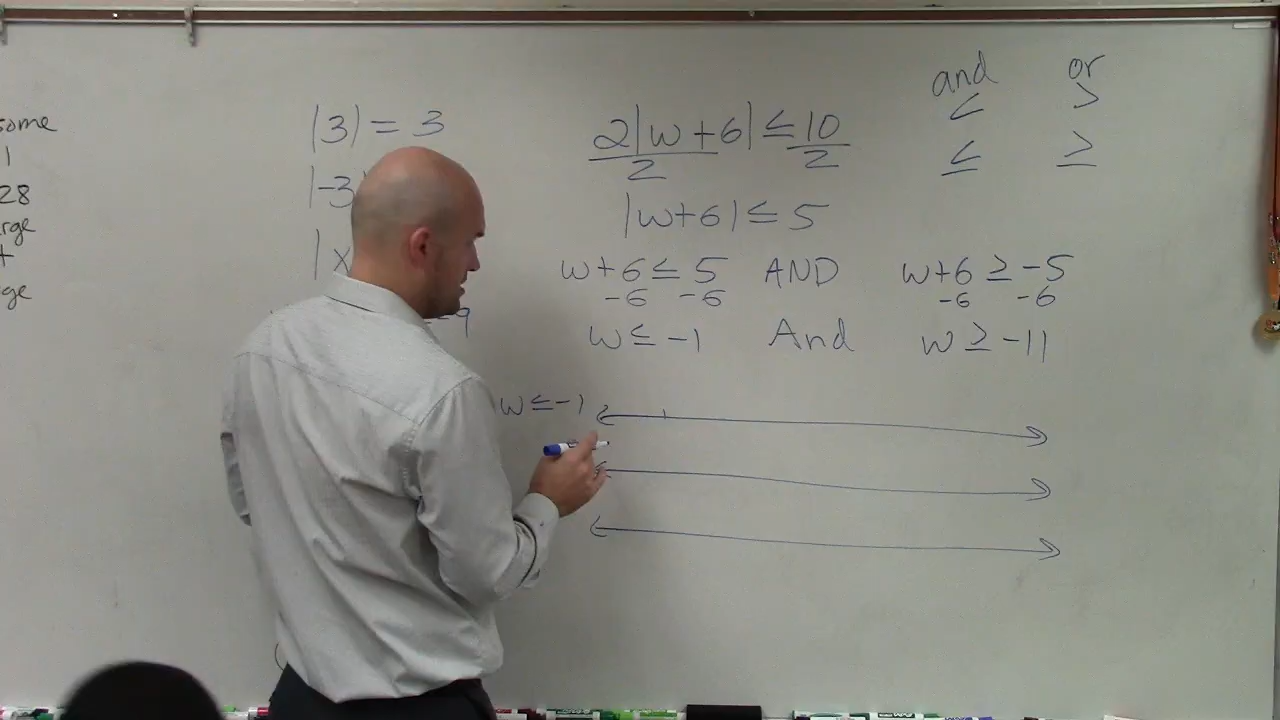 some
1
28
rge
+
ge
|3| = 3
|-3|
|x
9
2|w+6| ≤ 10
2 2
|w+6| ≤ 5
w+6 ≤ 5 AND w+6 ≥ -5
-6 -6 -6 -6
w ≤ -1 And w ≥ -11
w ≤ -1
and or
< >
≤ ≥